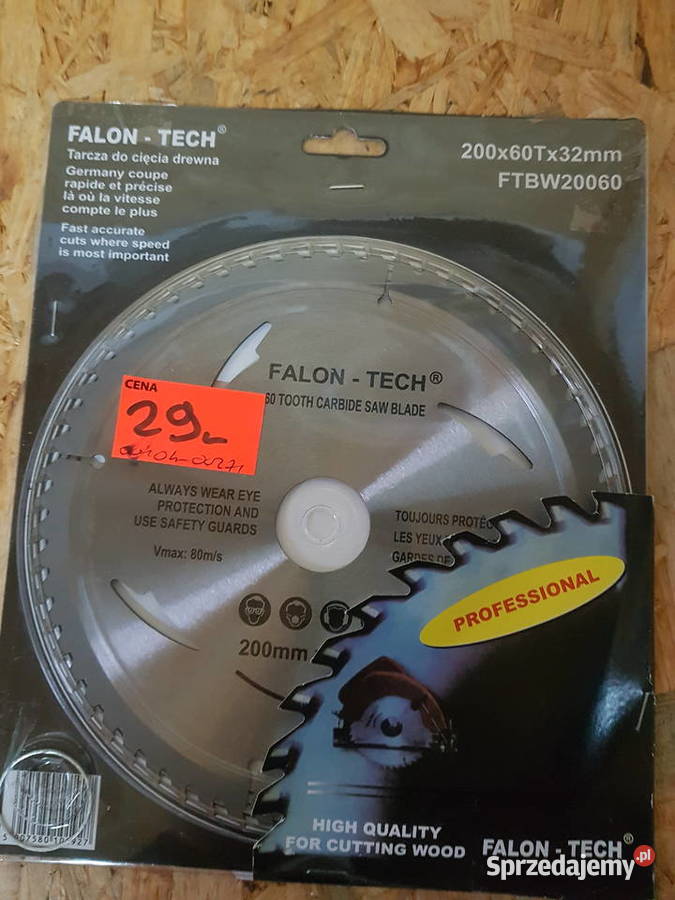 FALON - TECH®
Tarcza do cięcia drewna
Germany coupe
rapide et précise
là où la vitesse
compte le plus
Fast accurate
cuts where speed
is most important
200x60Tx32mm
FTBW20060
FALON - TECH®
60 TOOTH CARBIDE SAW BLADE
CENA
29,-
ALWAYS WEAR EYE
PROTECTION AND
USE SAFETY GUARDS
Vmax: 80m/s
TOUJOURS PROTÉG
LES YEUX
GARDES DE
200mm
PROFESSIONAL
HIGH QUALITY
FOR CUTTING WOOD
FALON - TECH®
Sprzedajemy.pl